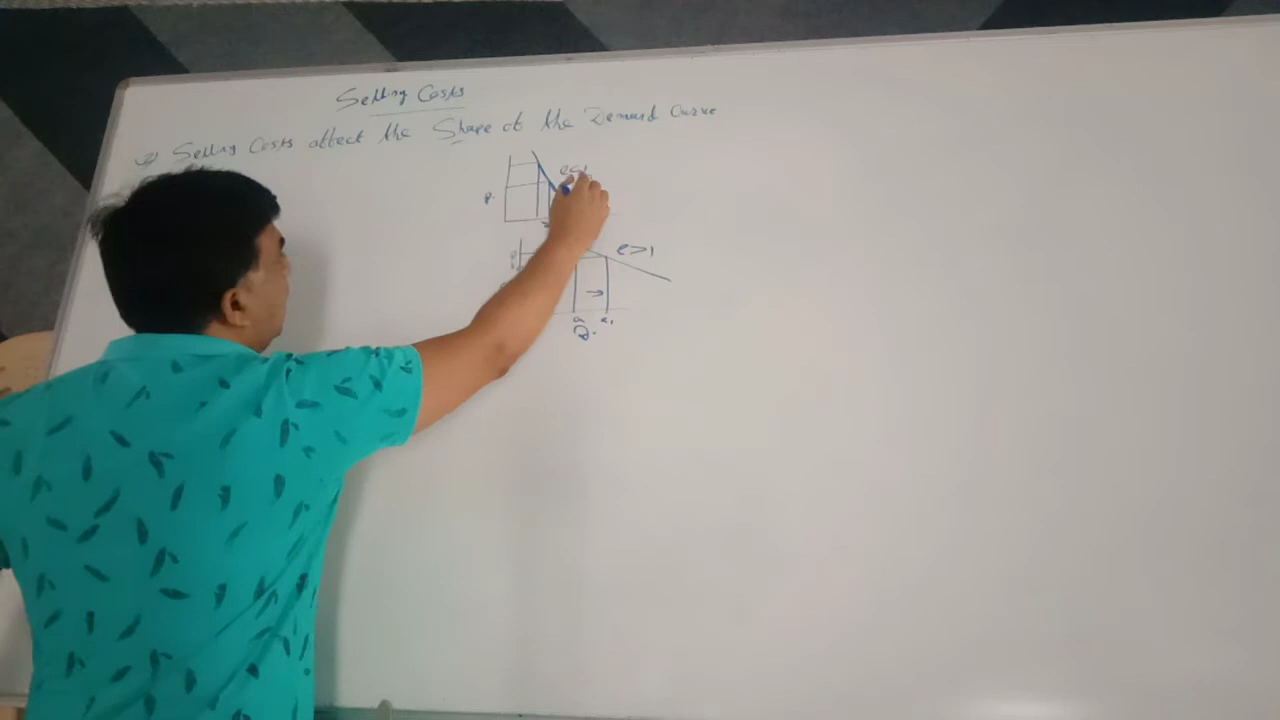 Selling Costs
Selling Costs affect the Shape of the Demand Curve
e<1
P
e>1
Q